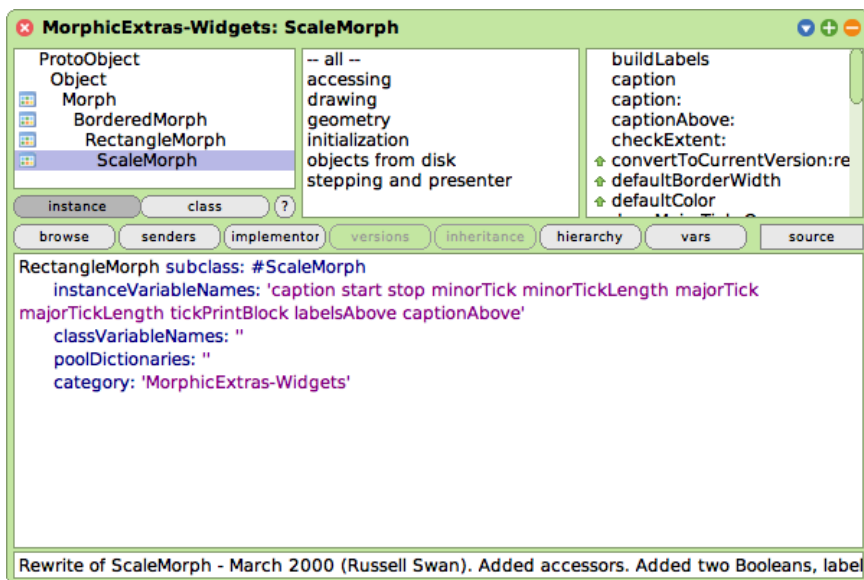 MorphicExtras-Widgets: ScaleMorph
ProtoObject
Object
Morph
BorderedMorph
RectangleMorph
ScaleMorph
-- all --
accessing
drawing
geometry
initialization
objects from disk
stepping and presenter
buildLabels
caption
caption:
captionAbove:
checkExtent:
convertToCurrentVersion:re
defaultBorderWidth
defaultColor
instance class ?
browse senders implementor versions inheritance hierarchy vars source
RectangleMorph subclass: #ScaleMorph
instanceVariableNames: 'caption start stop minorTick minorTickLength majorTick
majorTickLength tickPrintBlock labelsAbove captionAbove'
classVariableNames: ''
poolDictionaries: ''
category: 'MorphicExtras-Widgets'
Rewrite of ScaleMorph - March 2000 (Russell Swan). Added accessors. Added two Booleans, label